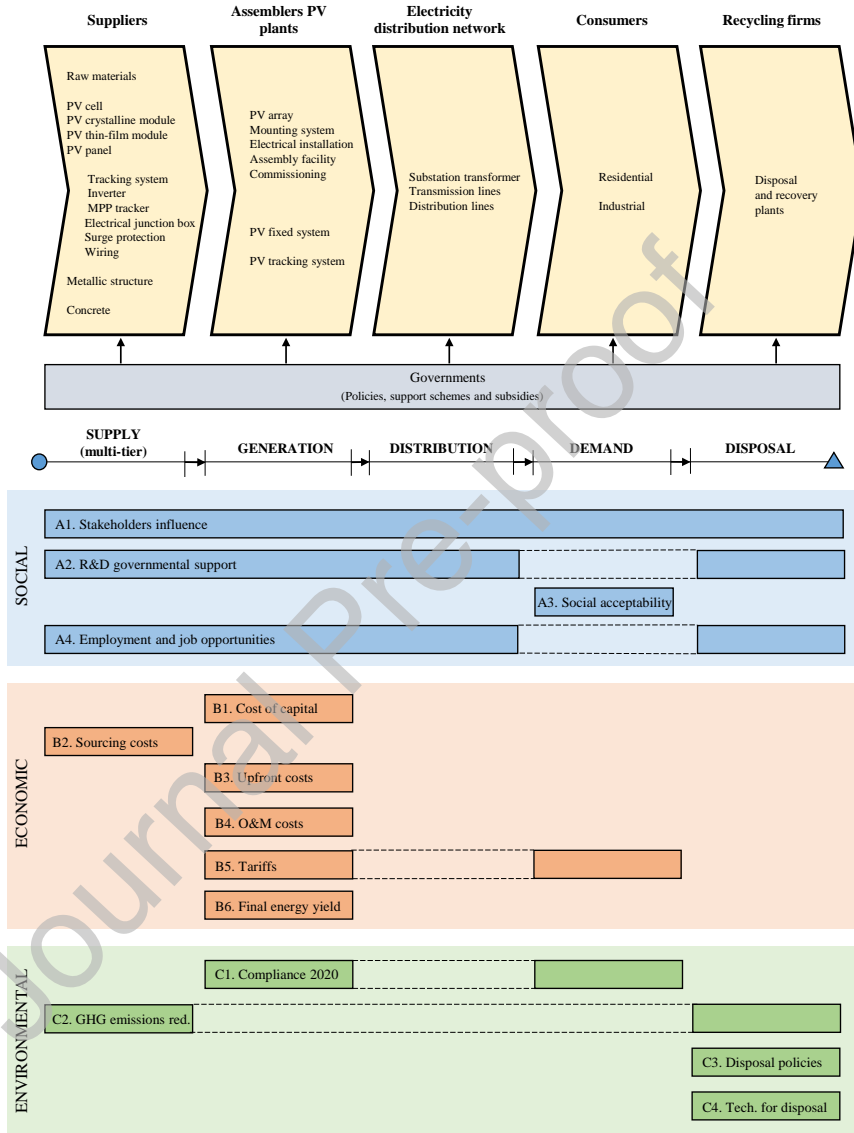 Suppliers
Assemblers PV
plants
Electricity
distribution network
Consumers
Recycling firms
Raw materials
PV cell
PV crystalline module
PV thin-film module
PV panel
Tracking system
Inverter
MPP tracker
Electrical junction box
Surge protection
Wiring
Metallic structure
Concrete
PV array
Mounting system
Electrical installation
Assembly facility
Commissioning
PV fixed system
PV tracking system
Substation transformer
Transmission lines
Distribution lines
Residential
Industrial
Disposal
and recovery
plants
Governments
(Policies, support schemes and subsidies)
SUPPLY
(multi-tier)
GENERATION
DISTRIBUTION
DEMAND
DISPOSAL
SOCIAL
A1. Stakeholders influence
A2. R&D governmental support
A3. Social acceptability
A4. Employment and job opportunities
ECONOMIC
B1. Cost of capital
B2. Sourcing costs
B3. Upfront costs
B4. O&M costs
B5. Tariffs
B6. Final energy yield
ENVIRONMENTAL
C1. Compliance 2020
C2. GHG emissions red.
C3. Disposal policies
C4. Tech. for disposal
Journal Pre-proof